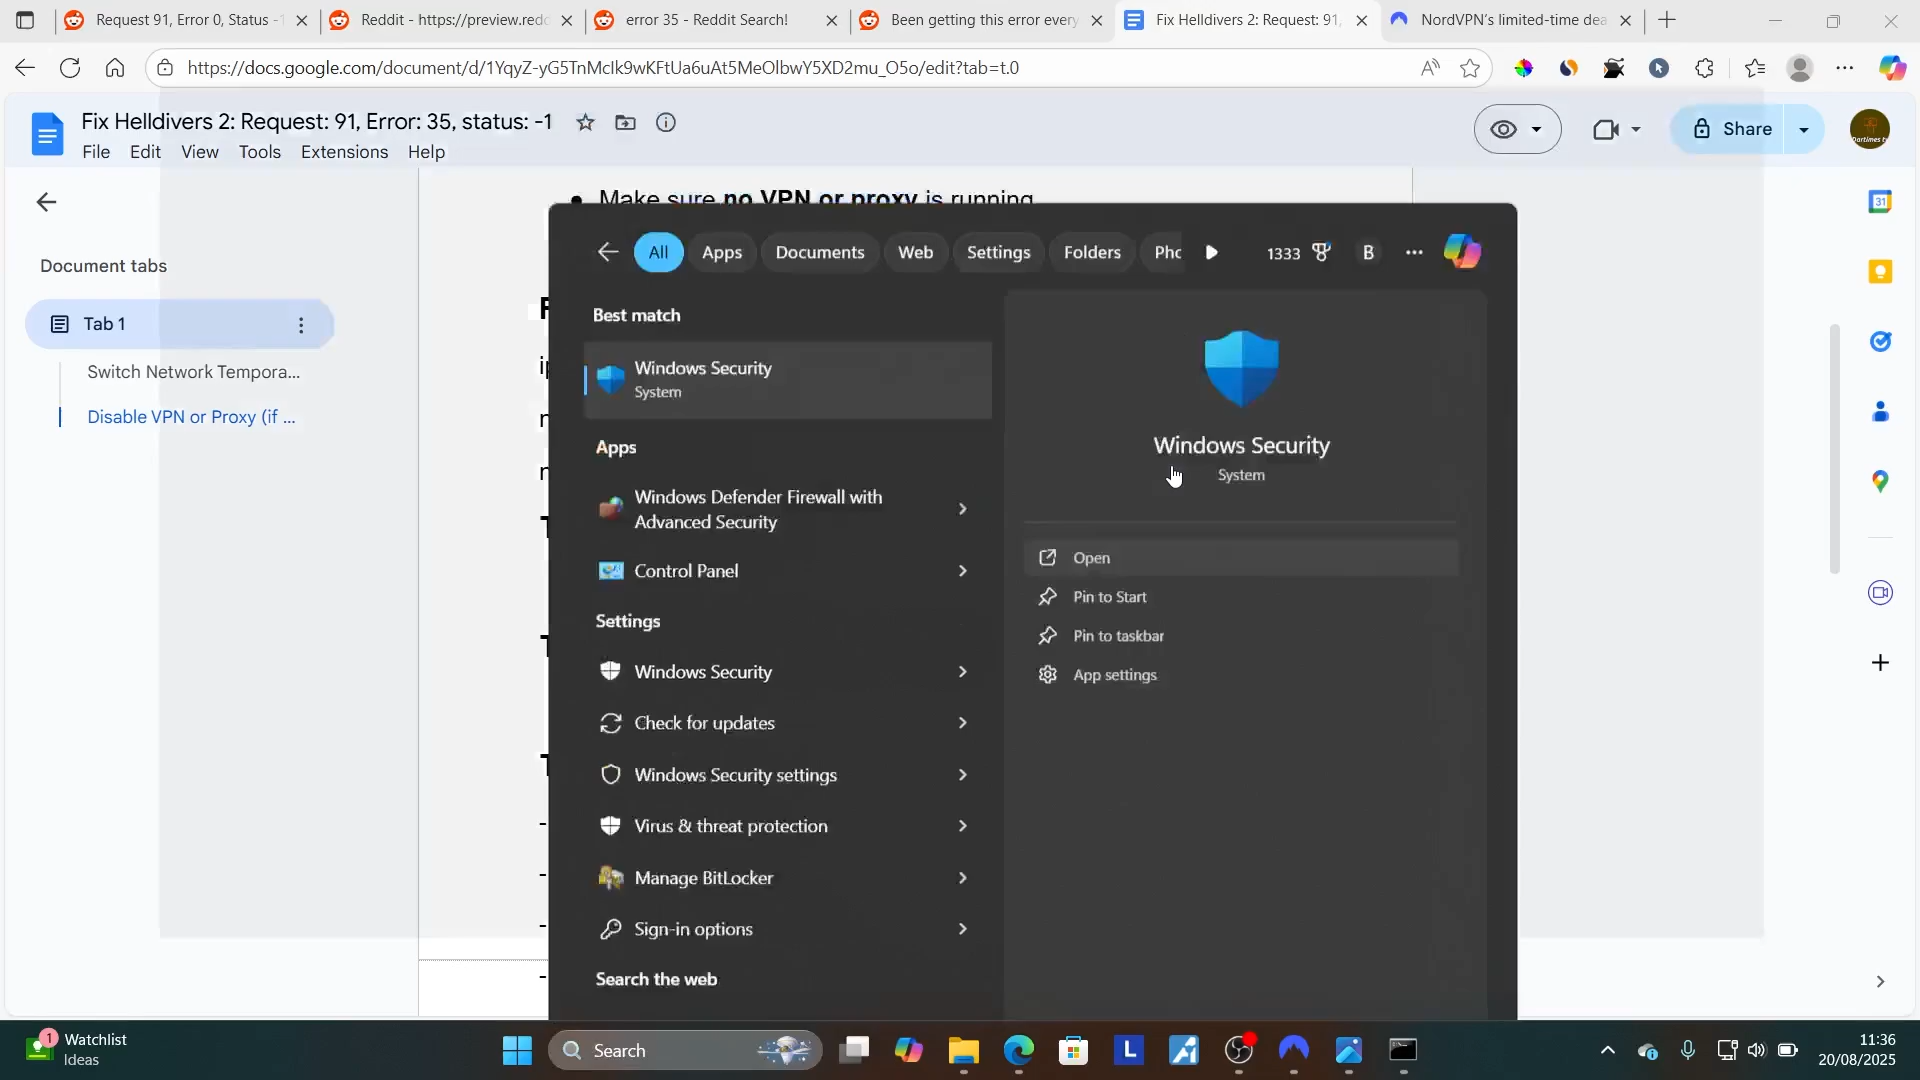 Request 91, Error 0, Status -1
Reddit - https://preview.redd
error 35 - Reddit Search!
Been getting this error every
Fix Helldivers 2: Request: 91,
NordVPN's limited-time dea
https://docs.google.com/document/d/1YqyZ-yG5TnMcIk9wKFtUa6uAt5MeOlbwY5XD2mu_O5o/edit?tab=t.0
Fix Helldivers 2: Request: 91, Error: 35, status: -1
File Edit View Tools Extensions Help
Share
Dartimes tv
Make sure no VPN or proxy is running
Document tabs
Tab 1
Switch Network Tempora...
Disable VPN or Proxy (if ...
All Apps Documents Web Settings Folders Phc 1333 B
Best match
Windows Security
System
Apps
Windows Defender Firewall with
Advanced Security
Control Panel
Settings
Windows Security
Check for updates
Windows Security settings
Virus & threat protection
Manage BitLocker
Sign-in options
Search the web
Windows Security
System
Open
Pin to Start
Pin to taskbar
App settings
31
1
Watchlist
Ideas
Search
L
11:36
20/08/2025